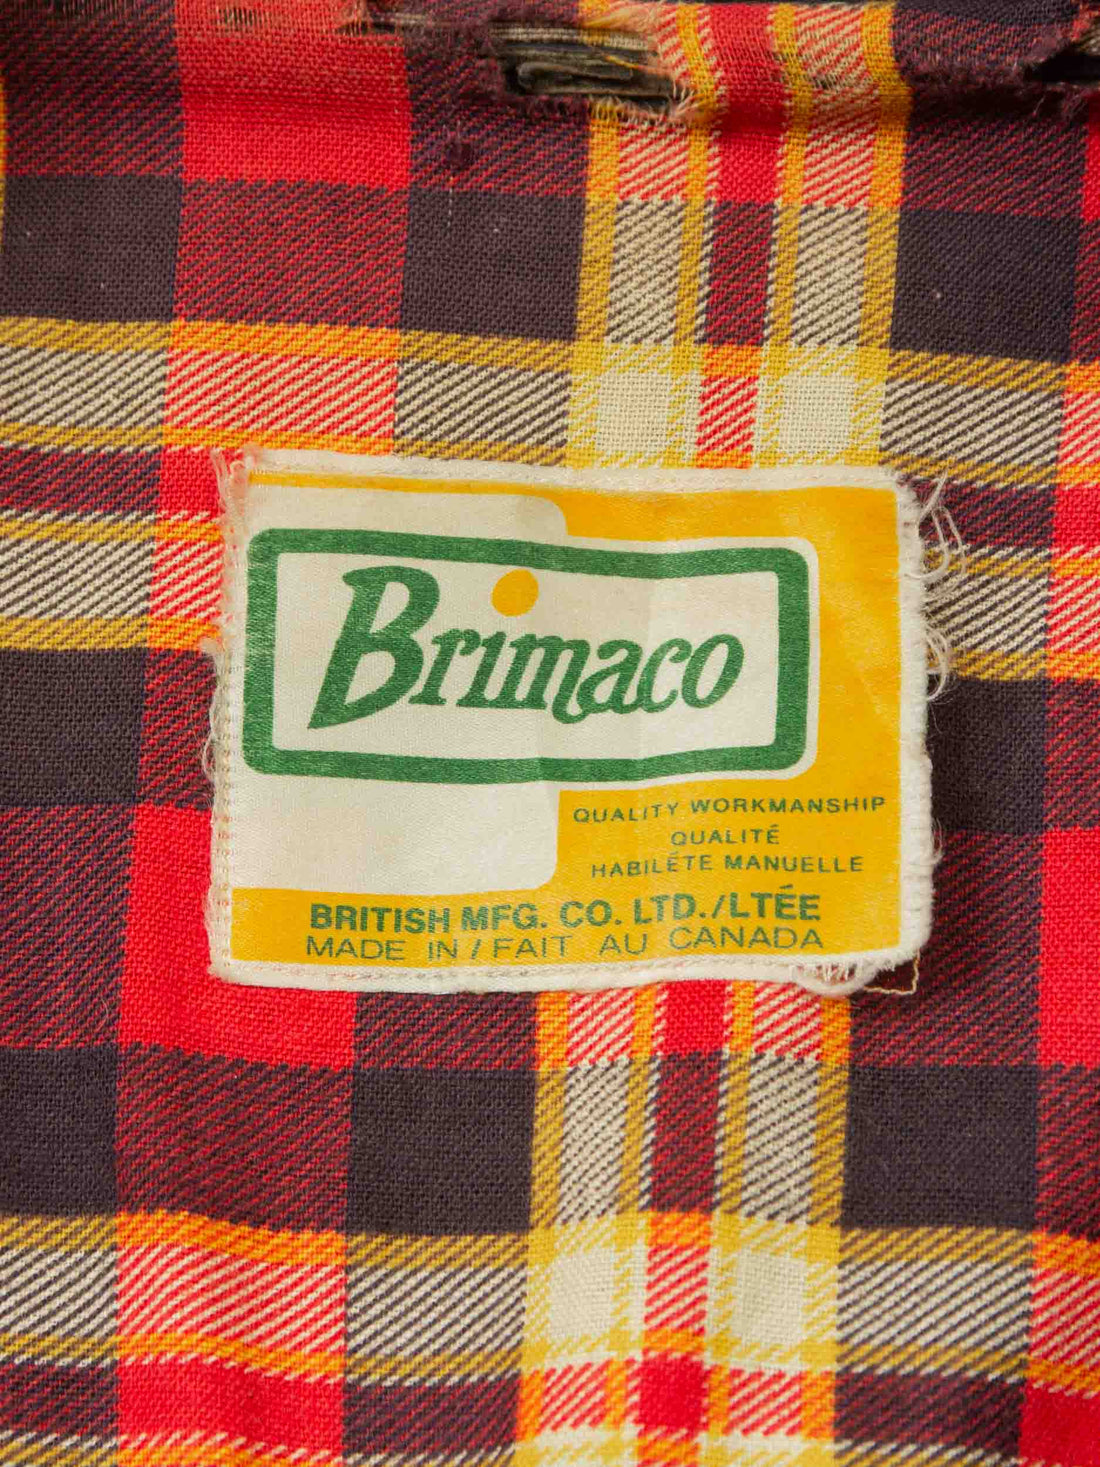 Brimaco
QUALITY WORKMANSHIP
QUALITÉ
HABILÉTE MANUELLE
BRITISH MFG. CO. LTD./LTÉE
MADE IN / FAIT AU CANADA